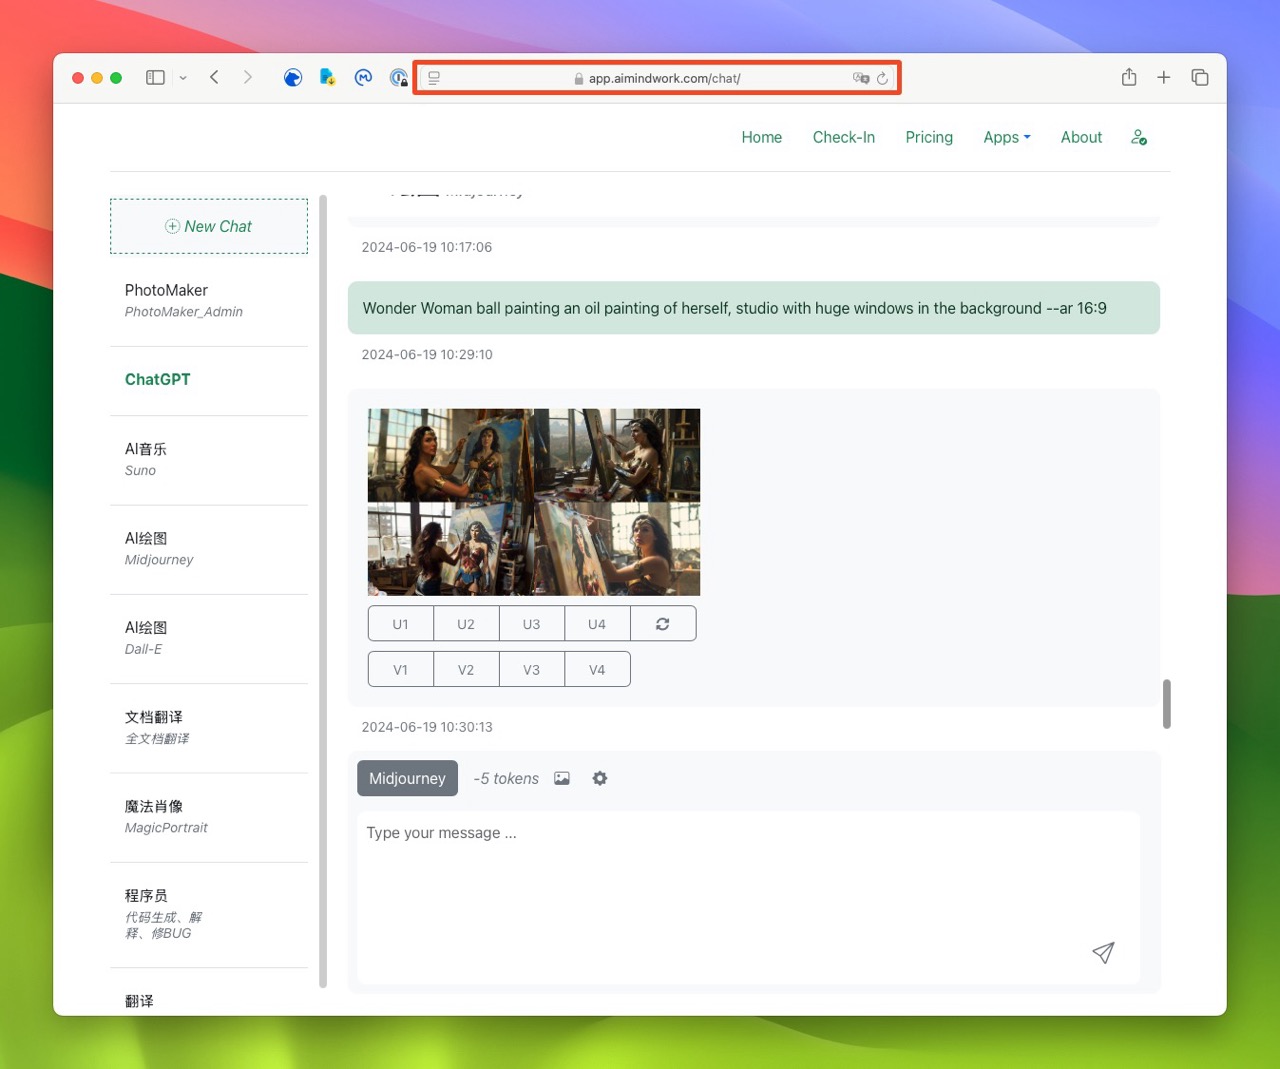 app.aimindwork.com/chat/
Home Check-In Pricing Apps About
New Chat
PhotoMaker
PhotoMaker_Admin
ChatGPT
AI音乐
Suno
AI绘图
Midjourney
AI绘图
Dall-E
文档翻译
全文档翻译
魔法肖像
MagicPortrait
程序员
代码生成、解
释、修BUG
翻译
Midjourney
2024-06-19 10:17:06
Wonder Woman ball painting an oil painting of herself, studio with huge windows in the background --ar 16:9
2024-06-19 10:29:10
U1 U2 U3 U4
V1 V2 V3 V4
2024-06-19 10:30:13
Midjourney -5 tokens
Type your message ...